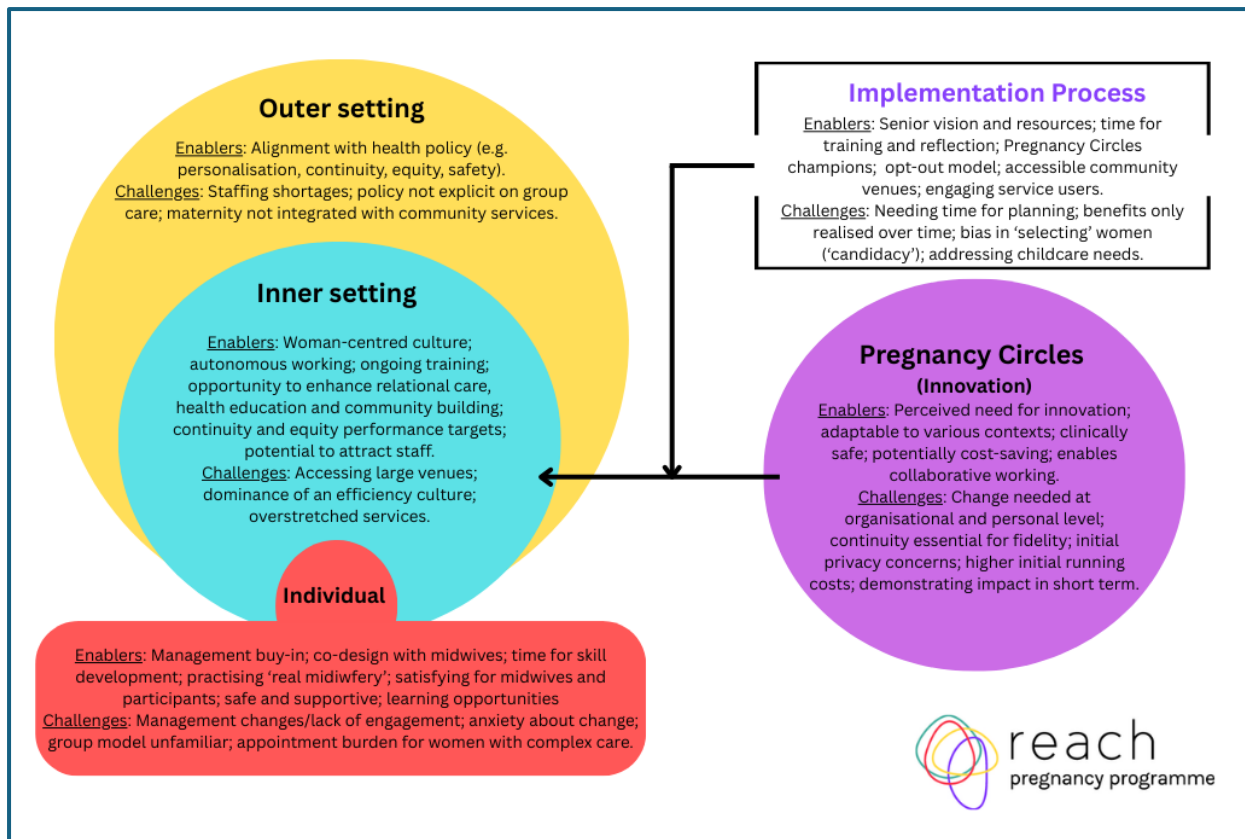 Outer setting
Enablers: Alignment with health policy (e.g.
personalisation, continuity, equity, safety).
Challenges: Staffing shortages; policy not explicit on group
care; maternity not integrated with community services.
Inner setting
Enablers: Woman-centred culture;
autonomous working; ongoing training;
opportunity to enhance relational care,
health education and community building;
continuity and equity performance targets;
potential to attract staff.
Challenges: Accessing large venues;
dominance of an efficiency culture;
overstretched services.
Individual
Enablers: Management buy-in; co-design with midwives; time for skill
development; practising ‘real midiwfery’; satisfying for midwives and
participants; safe and supportive; learning opportunities
Challenges: Management changes/lack of engagement; anxiety about change;
group model unfamiliar; appointment burden for women with complex care.
Implementation Process
Enablers: Senior vision and resources; time for
training and reflection; Pregnancy Circles
champions; opt-out model; accessible community
venues; engaging service users.
Challenges: Needing time for planning; benefits only
realised over time; bias in ‘selecting’ women
(‘candidacy’); addressing childcare needs.
Pregnancy Circles
(Innovation)
Enablers: Perceived need for innovation;
adaptable to various contexts; clinically
safe; potentially cost-saving; enables
collaborative working.
Challenges: Change needed at
organisational and personal level;
continuity essential for fidelity; initial
privacy concerns; higher initial running
costs; demonstrating impact in short term.
reach
pregnancy programme